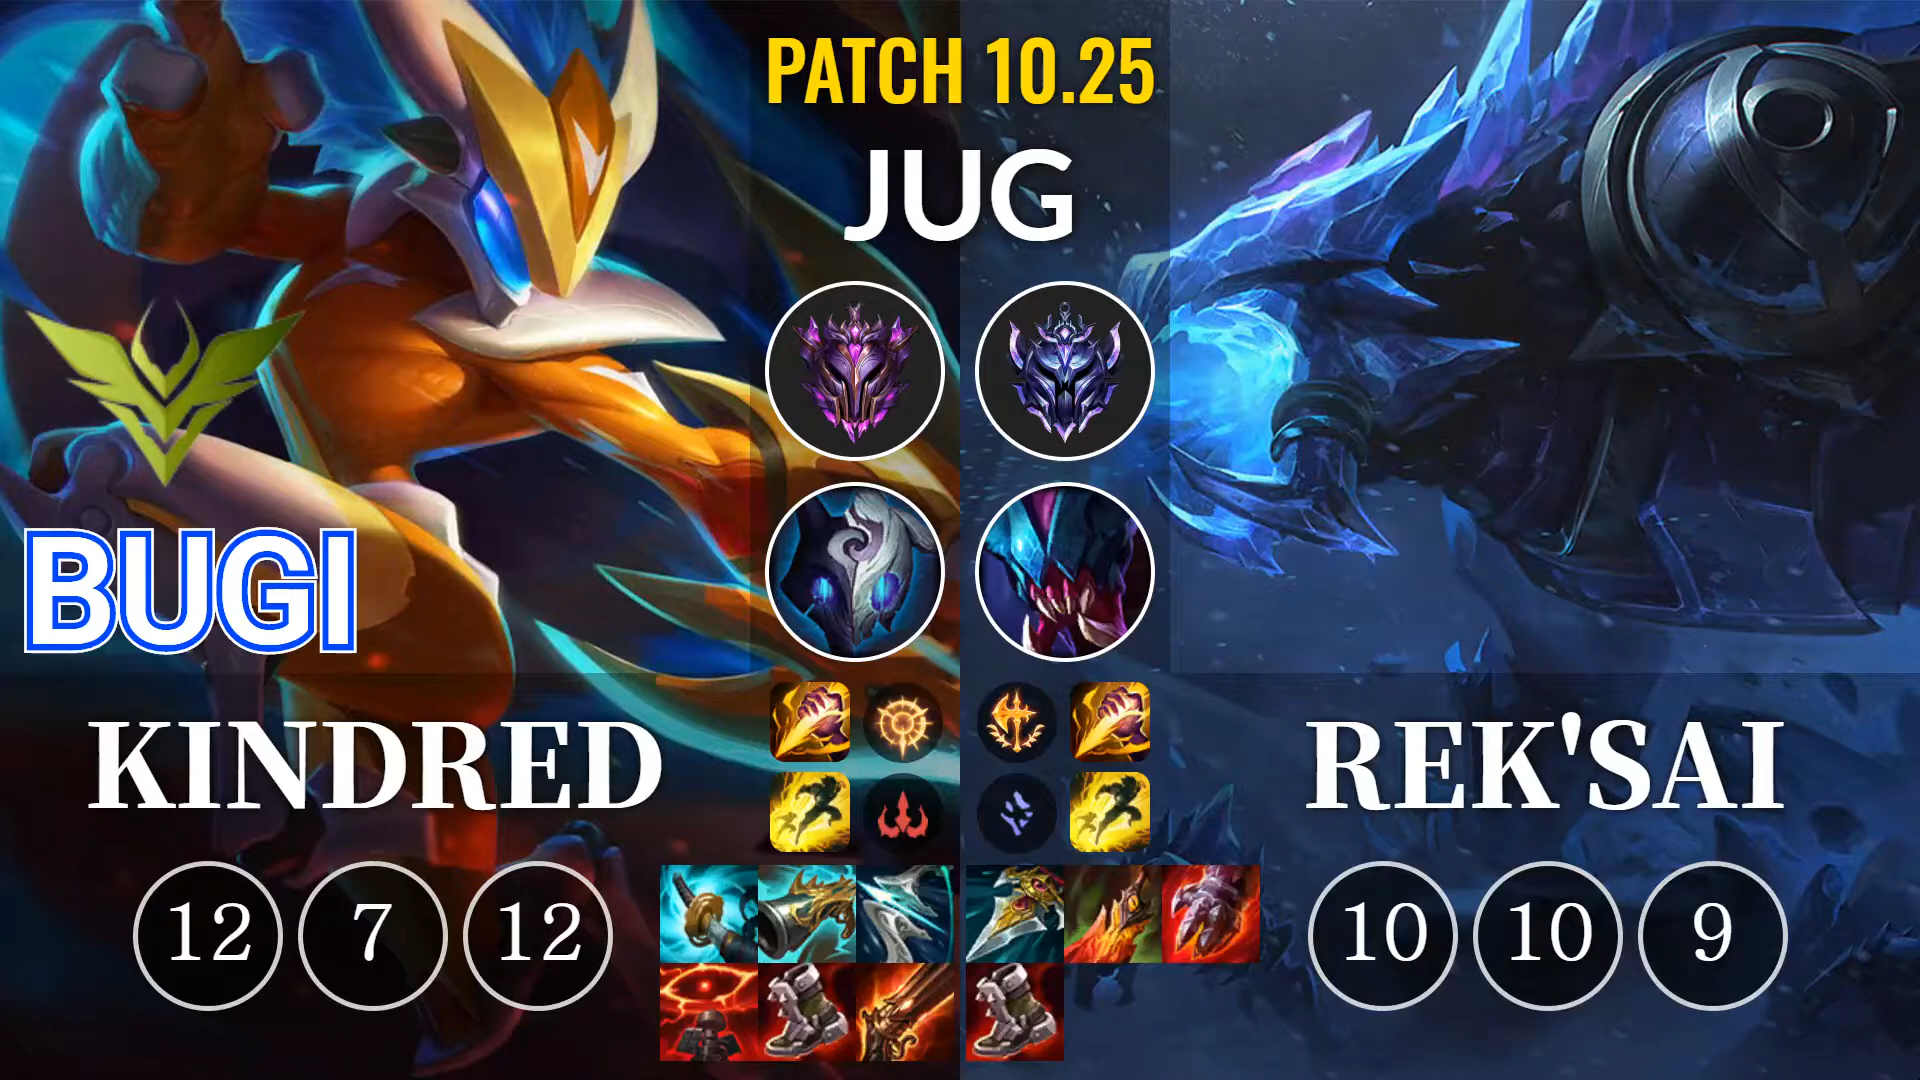 PATCH 10.25
JUG
BUGI
KINDRED
REK'SAI
12 7 12
10 10 9